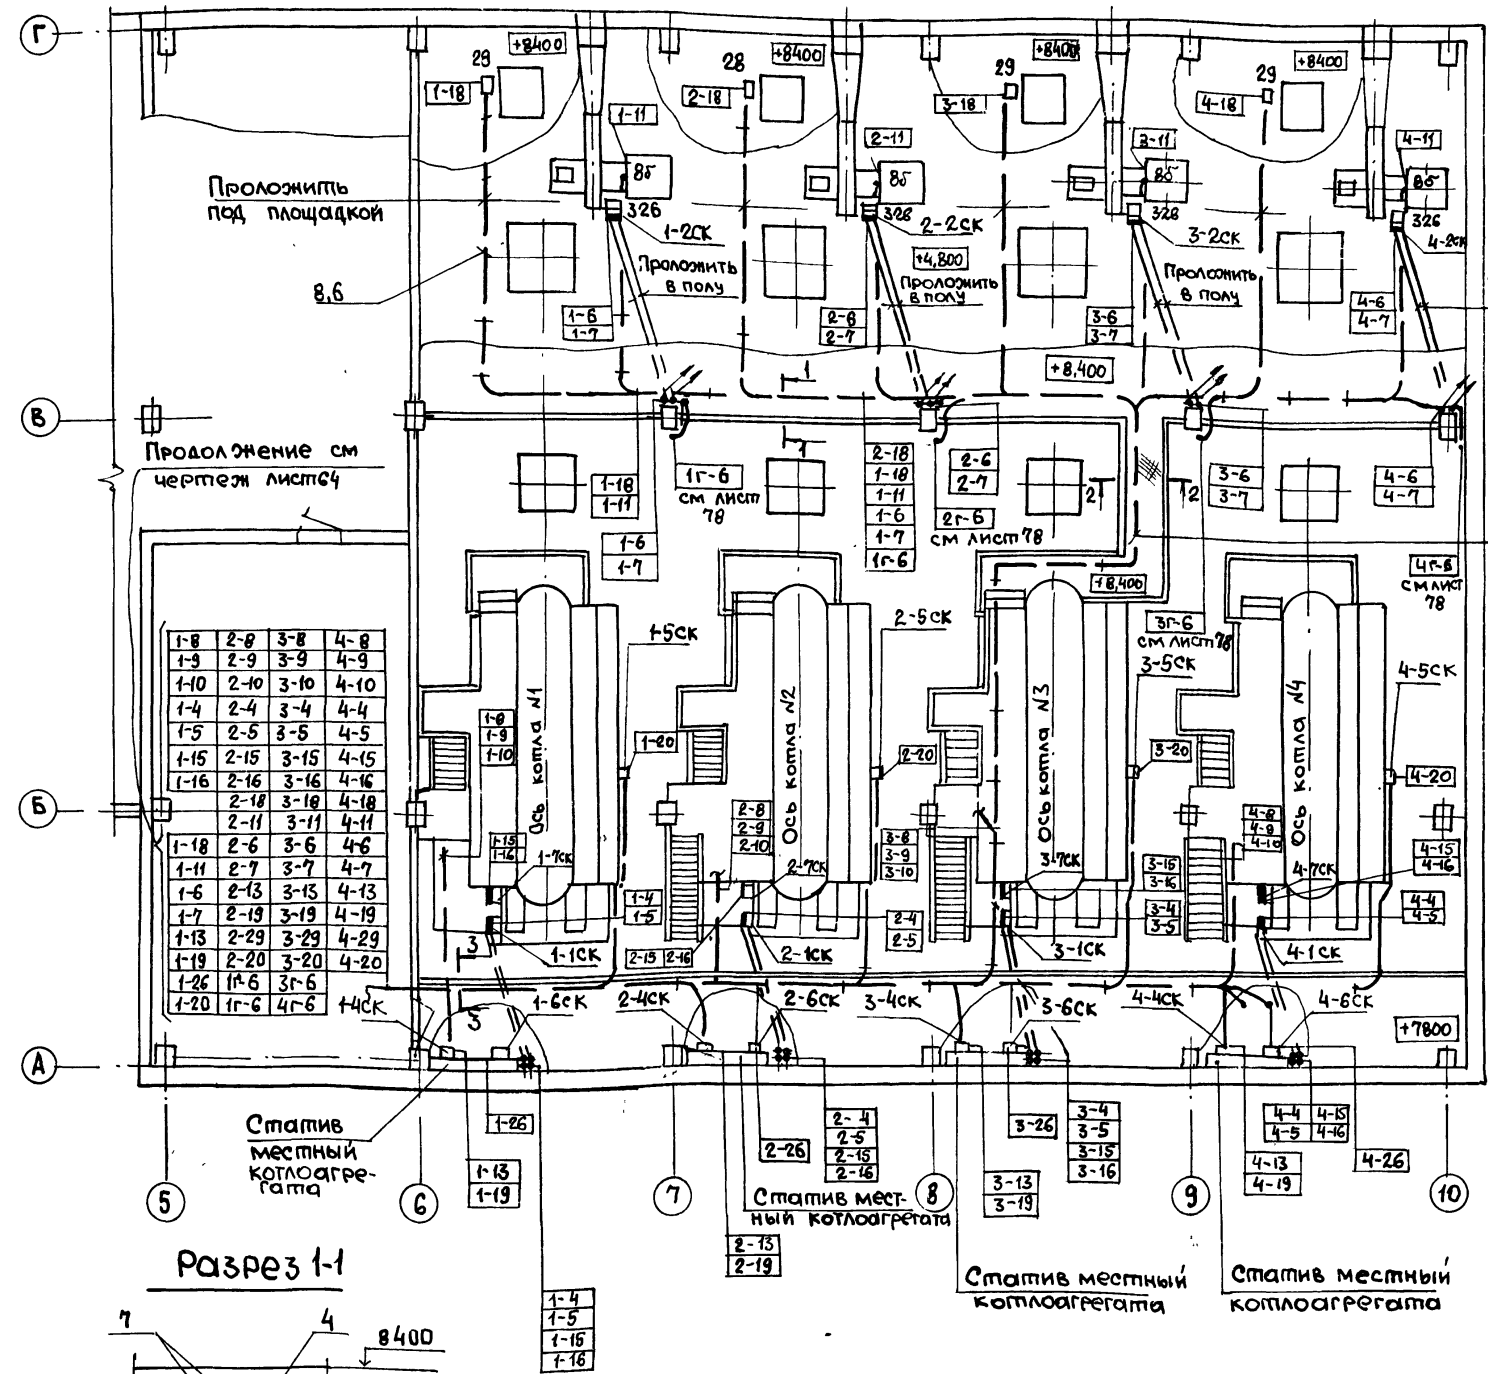 Г
+8400
+8400
+8400
+8400
29
28
29
29
1-18
2-18
3-18
4-18
1-11
2-11
3-11
4-11
8б
8б
8б
8б
Проложить
под площадкой
326
326
326
326
1-2СК
2-2СК
3-2СК
4-2СК
+4,800
Проложить
в полу
Проложить
в полу
Проложить
в полу
8,6
1-6
1-7
2-6
2-7
3-6
3-7
4-6
4-7
+8,400
1
В
Продолжение см
чертеж лист64
1
1-18
1-11
1г-6
см лист
78
2-18
1-18
1-11
1-6
1-7
1г-6
2-6
2-7
2
2
3-6
3-7
4-6
4-7
1-6
1-7
2г-6
см лист 78
+8,400
4г-6
см лист
78
3г-6
см лист 78
1-5СК
2-5СК
3-5СК
4-5СК
1-8 2-8 3-8 4-8
1-9 2-9 3-9 4-9
1-10 2-10 3-10 4-10
1-4 2-4 3-4 4-4
1-5 2-5 3-5 4-5
1-15 2-15 3-15 4-15
1-16 2-16 3-16 4-16
2-18 3-18 4-18
2-11 3-11 4-11
1-18 2-6 3-6 4-6
1-11 2-7 3-7 4-7
1-6 2-13 3-13 4-13
1-7 2-19 3-19 4-19
1-13 2-29 3-29 4-29
1-19 2-20 3-20 4-20
1-26 1г-6 3г-6
1-20 1г-6 4г-6
Ось котла N1
Ось котла N2
Ось котла N3
Ось котла N4
1-8
1-9
1-10
1-20
2-20
3-20
4-20
Б
2-8
2-9
2-10
3-8
3-9
3-10
4-8
4-9
4-10
1-15
1-16
1-7СК
2-7СК
3-7СК
4-7СК
3-15
3-16
4-15
4-16
1-4
1-5
2-4
2-5
3-4
3-5
4-4
4-5
3
1-1СК
2-15 2-16
2-1СК
3-1СК
4-1СК
1-4СК
3
1-6СК
2-4СК
2-6СК
3-4СК
3-6СК
4-4СК
4-6СК
+7800
А
Статив
местный
котлоагре-
гата
1-26
1-13
1-19
2-26
2-4
2-5
2-15
2-16
3-26
3-4
3-5
3-15
3-16
3-13
3-19
4-4 4-15
4-5 4-16
4-13
4-19
4-26
5
6
7
8
9
10
Статив мест-
ный котлоагрегата
2-13
2-19
Статив местный
котлоагрегата
Статив местный
котлоагрегата
1-4
1-5
1-15
1-16
Разрез 1-1
7
4
8400